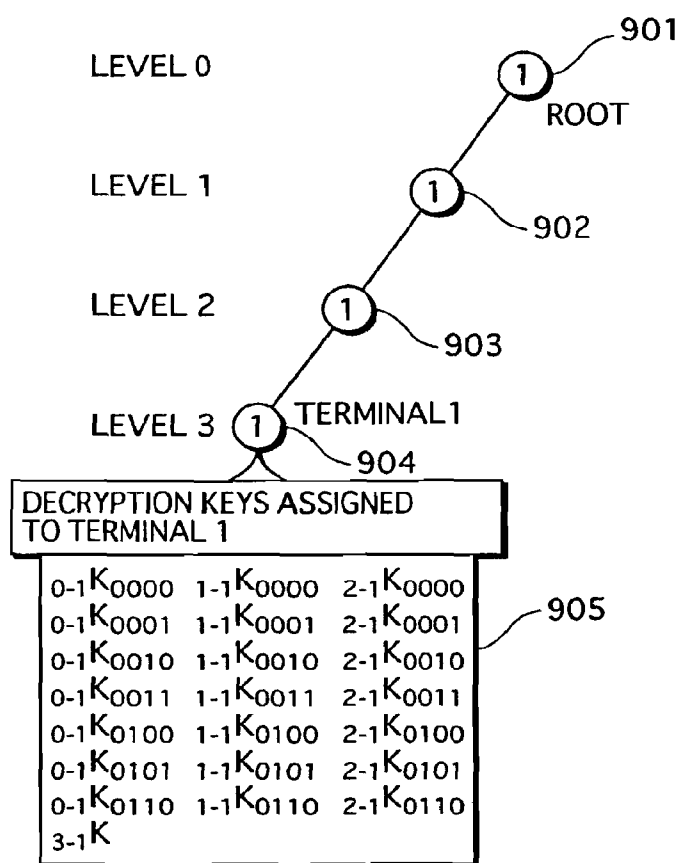 901
LEVEL 0
1
ROOT
LEVEL 1
1
902
LEVEL 2
1
903
LEVEL 3
1
TERMINAL1
904
DECRYPTION KEYS ASSIGNED
TO TERMINAL 1
0-1K0000 1-1K0000 2-1K0000
905
0-1K0001 1-1K0001 2-1K0001
0-1K0010 1-1K0010 2-1K0010
0-1K0011 1-1K0011 2-1K0011
0-1K0100 1-1K0100 2-1K0100
0-1K0101 1-1K0101 2-1K0101
0-1K0110 1-1K0110 2-1K0110
3-1K